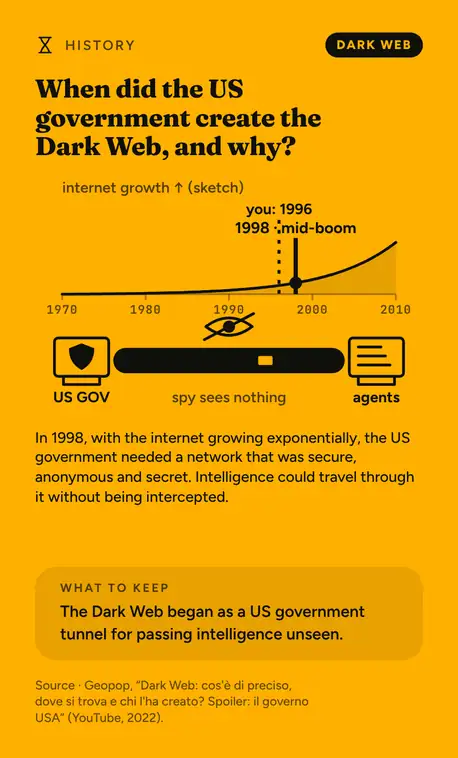 HISTORY
DARK WEB
When did the US
government create the
Dark Web, and why?
internet growth ↑ (sketch)
you: 1996
1998 · mid-boom
1970 1980 1990 2000 2010
US GOV
spy sees nothing
agents
In 1998, with the internet growing exponentially, the US
government needed a network that was secure,
anonymous and secret. Intelligence could travel through
it without being intercepted.
WHAT TO KEEP
The Dark Web began as a US government
tunnel for passing intelligence unseen.
Source · Geopop, “Dark Web: cos'è di preciso,
dove si trova e chi l'ha creato? Spoiler: il governo
USA” (YouTube, 2022).